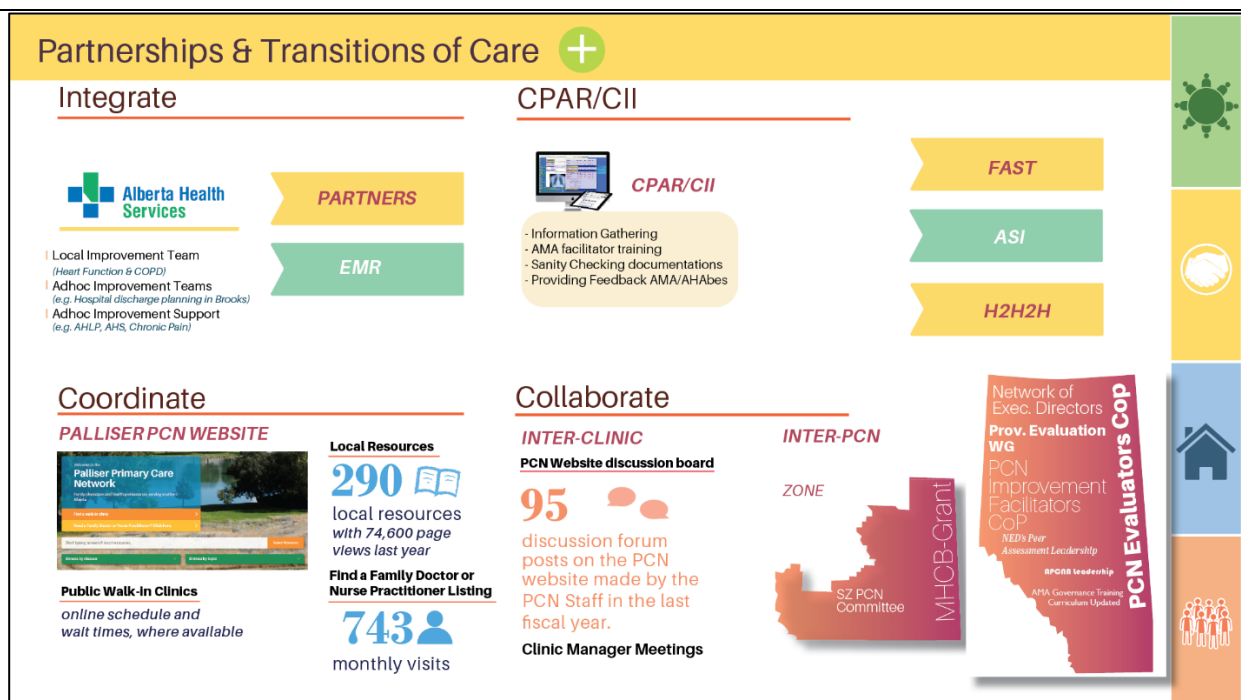 Partnerships & Transitions of Care
Integrate
Alberta Health
Services
Local Improvement Team
(Heart Function & COPD)
Adhoc Improvement Teams
(e.g. Hospital discharge planning in Brooks)
Adhoc Improvement Support
(e.g. AHLP, AHS, Chronic Pain)
PARTNERS
EMR
CPAR/CII
CPAR/CII
- Information Gathering
- AMA facilitator training
- Sanity Checking documentations
- Providing Feedback AMA/AHAbes
FAST
ASI
H2H2H
Coordinate
PALLISER PCN WEBSITE
Palliser Primary Care
Network
Public Walk-In Clinics
online schedule and
wait times, where available
Local Resources
290
local resources
with 74,600 page
views last year
Find a Family Doctor or
Nurse Practitioner Listing
743
monthly visits
Collaborate
INTER-CLINIC
PCN Website discussion board
95
discussion forum
posts on the PCN
website made by the
PCN Staff in the last
fiscal year.
Clinic Manager Meetings
INTER-PCN
ZONE
SZ PCN
Committee
MHCB-Grant
Network of
Exec. Directors
Prov. Evaluation
WG
PCN
Improvement
Facilitators
CoP
NED's Peer
Assessment Leadership
APCNA Leadership
AMA Governance Training
Curriculum Updated
PCN Evaluators Cop